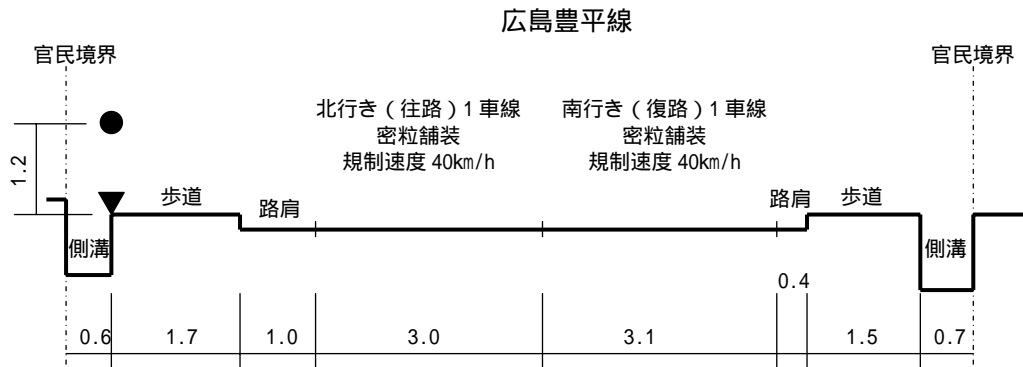 広島豊平線
官民境界
官民境界
北行き（往路）1車線
密粒舗装
規制速度 40km/h
南行き（復路）1車線
密粒舗装
規制速度 40km/h
1.2
歩道
路肩
路肩
歩道
側溝
側溝
0.4
0.6
1.7
1.0
3.0
3.1
1.5
0.7